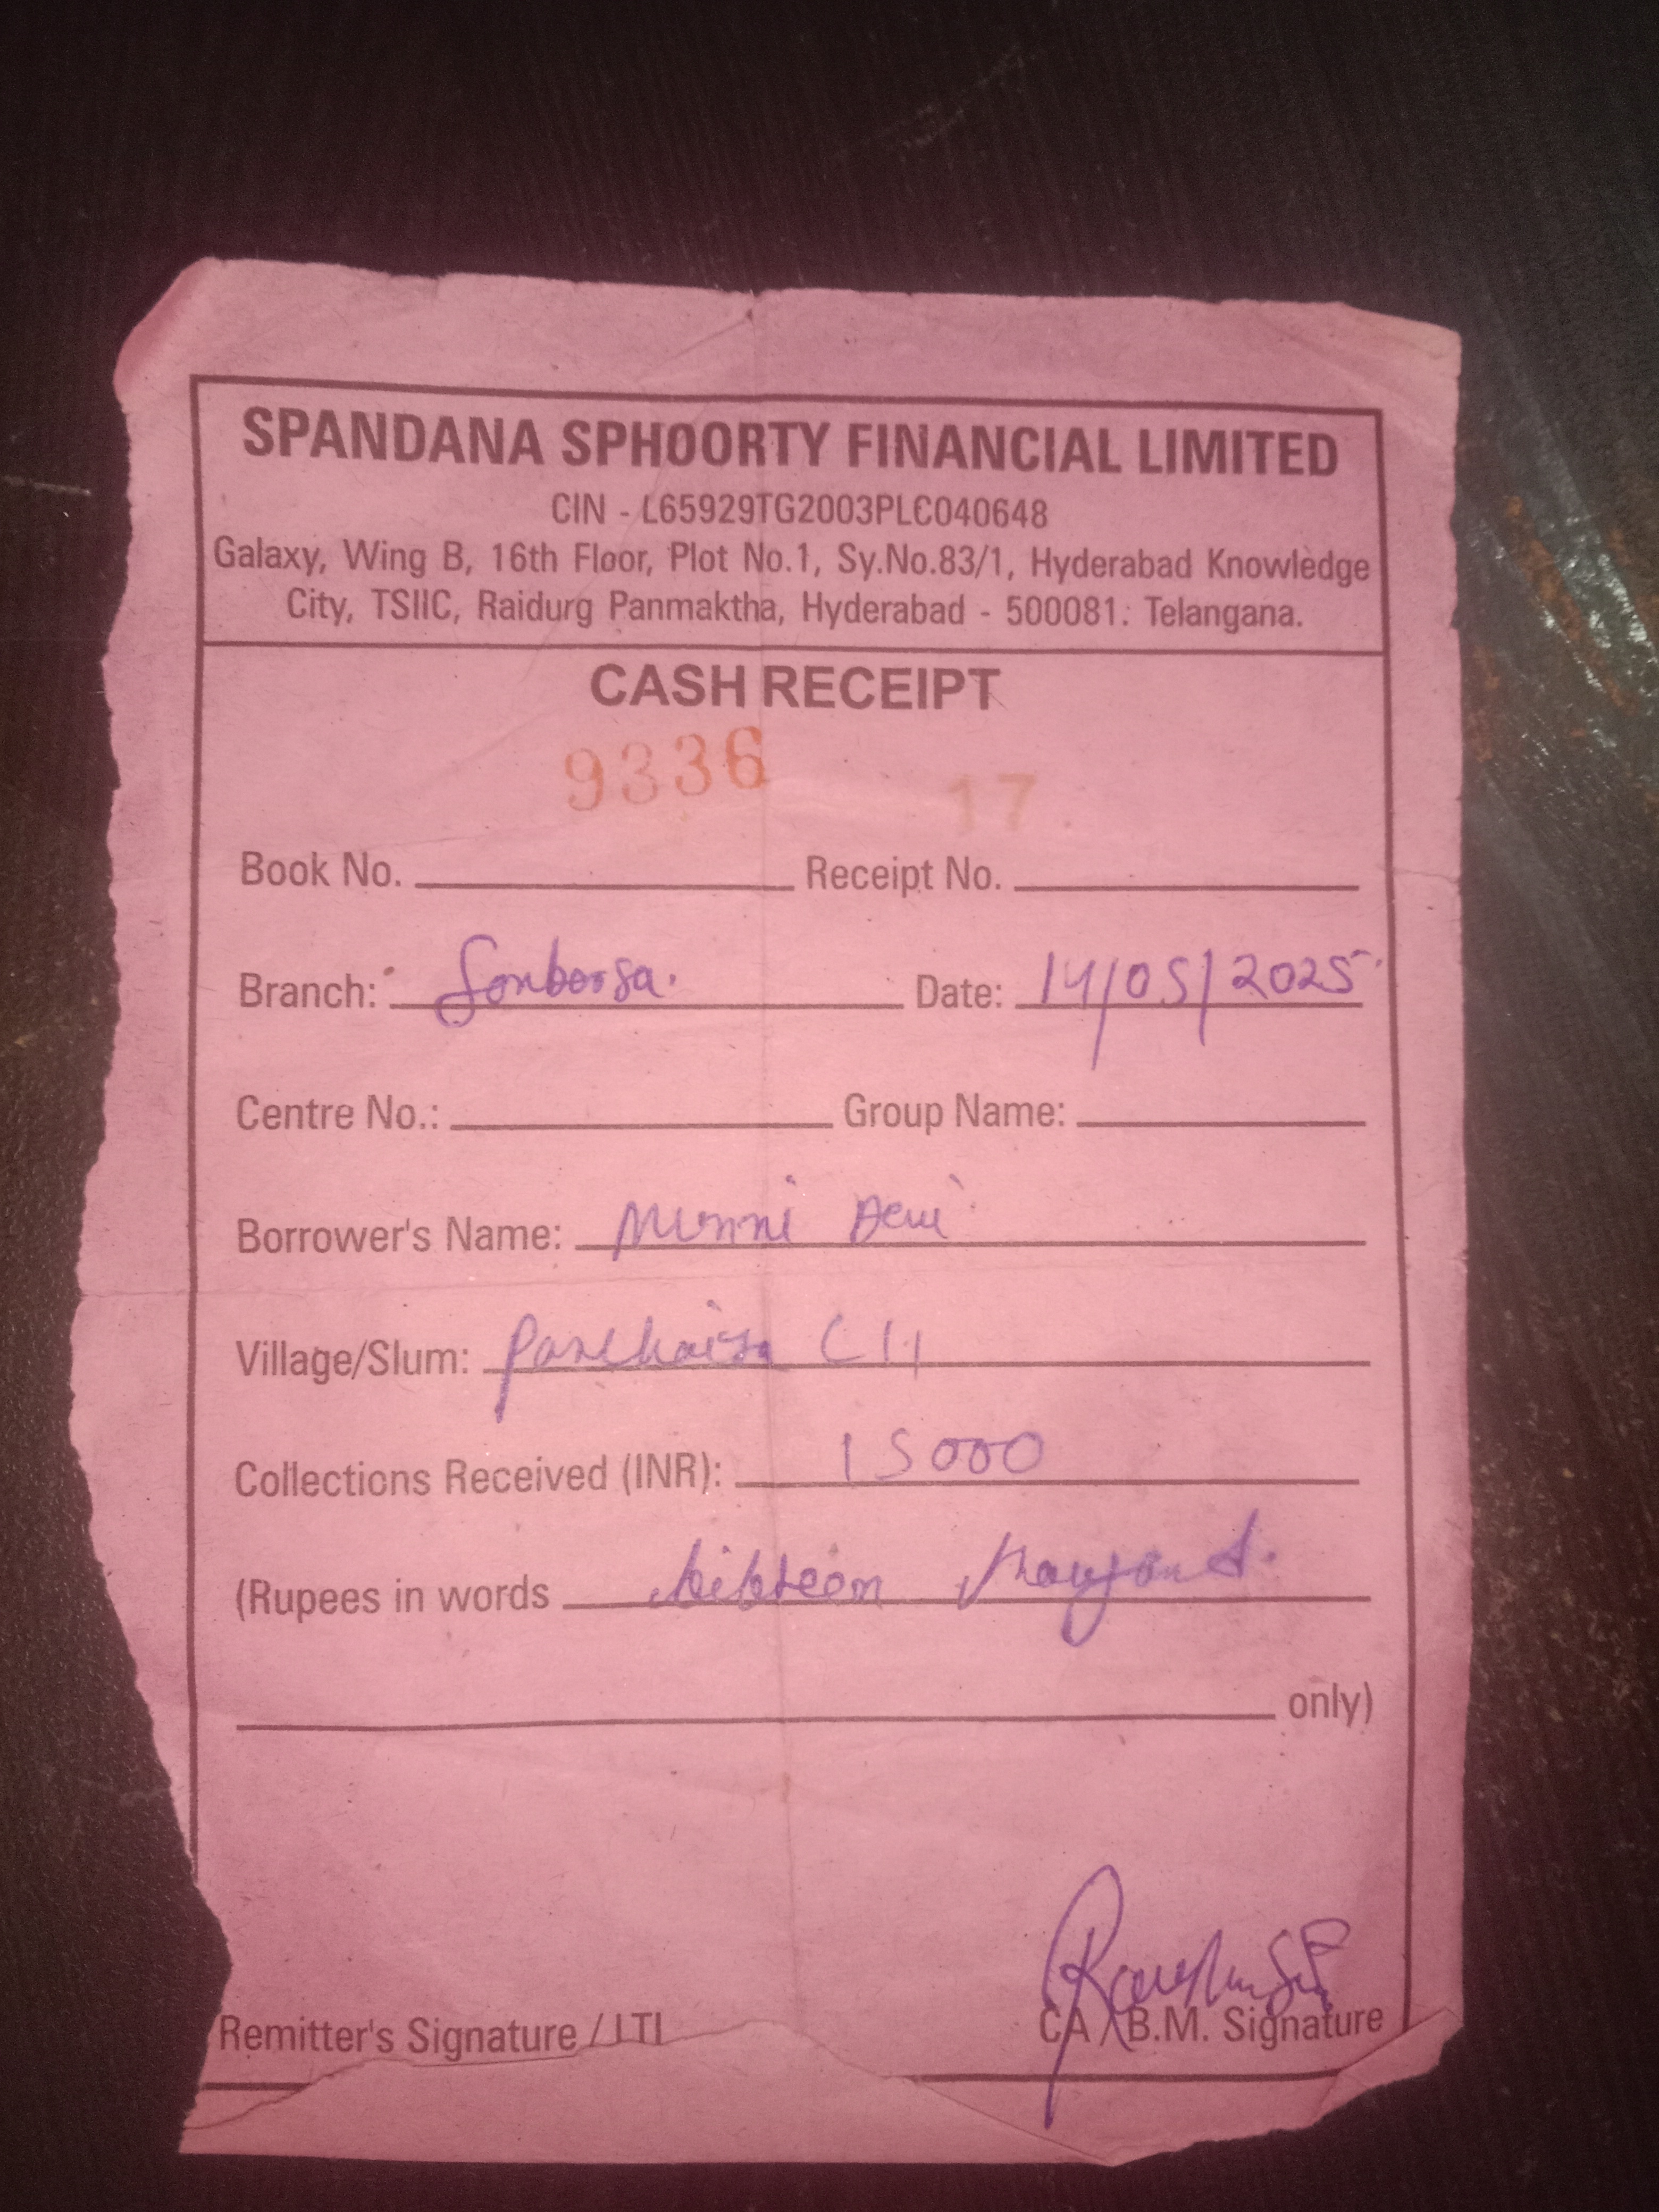 SPANDANA SPHOORTY FINANCIAL LIMITED
CIN - L65929TG2003PLC040648
Galaxy, Wing B, 16th Floor, Plot No.1, Sy.No.83/1, Hyderabad Knowledge
City, TSIIC, Raidurg Panmaktha, Hyderabad - 500081. Telangana.
CASH RECEIPT
9336 17
Book No. Receipt No.
Branch: Sonborsa. Date: 14/05/2025
Centre No.: Group Name:
Borrower's Name: Munni Devi
Village/Slum:
Collections Received (INR): 15000
(Rupees in words
only)
Remitter's Signature / LTI CA / B.M. Signature